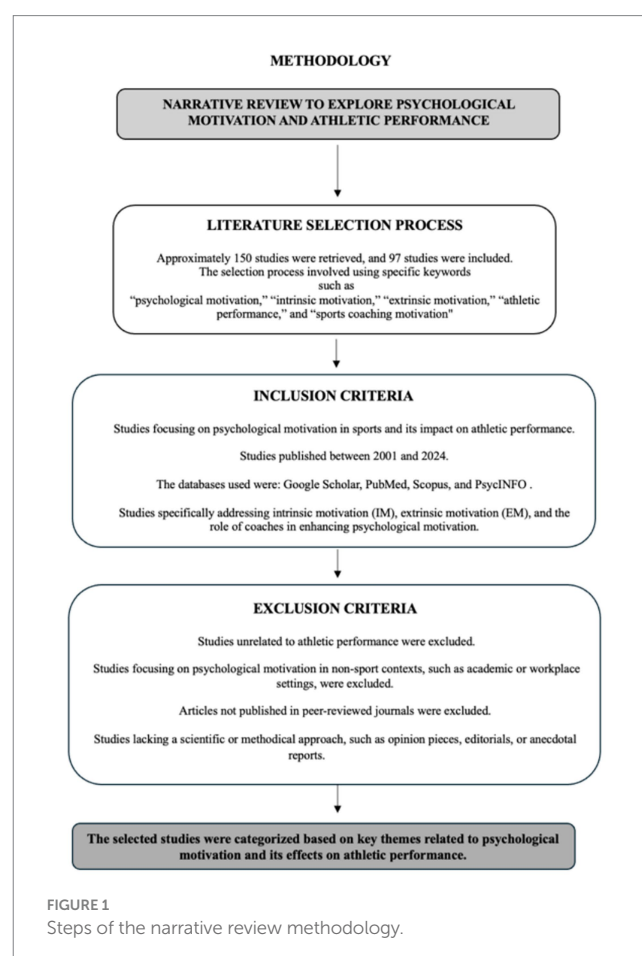 METHODOLOGY
NARRATIVE REVIEW TO EXPLORE PSYCHOLOGICAL
MOTIVATION AND ATHLETIC PERFORMANCE
LITERATURE SELECTION PROCESS
Approximately 150 studies were retrieved, and 97 studies were included.
The selection process involved using specific keywords
such as
“psychological motivation,” “intrinsic motivation,” “extrinsic motivation,” “athletic
performance,” and “sports coaching motivation"
INCLUSION CRITERIA
Studies focusing on psychological motivation in sports and its impact on athletic performance.
Studies published between 2001 and 2024.
The databases used were: Google Scholar, PubMed, Scopus, and PsycINFO .
Studies specifically addressing intrinsic motivation (IM), extrinsic motivation (EM), and the
role of coaches in enhancing psychological motivation.
EXCLUSION CRITERIA
Studies unrelated to athletic performance were excluded.
Studies focusing on psychological motivation in non-sport contexts, such as academic or workplace
settings, were excluded.
Articles not published in peer-reviewed journals were excluded.
Studies lacking a scientific or methodical approach, such as opinion pieces, editorials, or anecdotal
reports.
The selected studies were categorized based on key themes related to psychological
motivation and its effects on athletic performance.
FIGURE 1
Steps of the narrative review methodology.